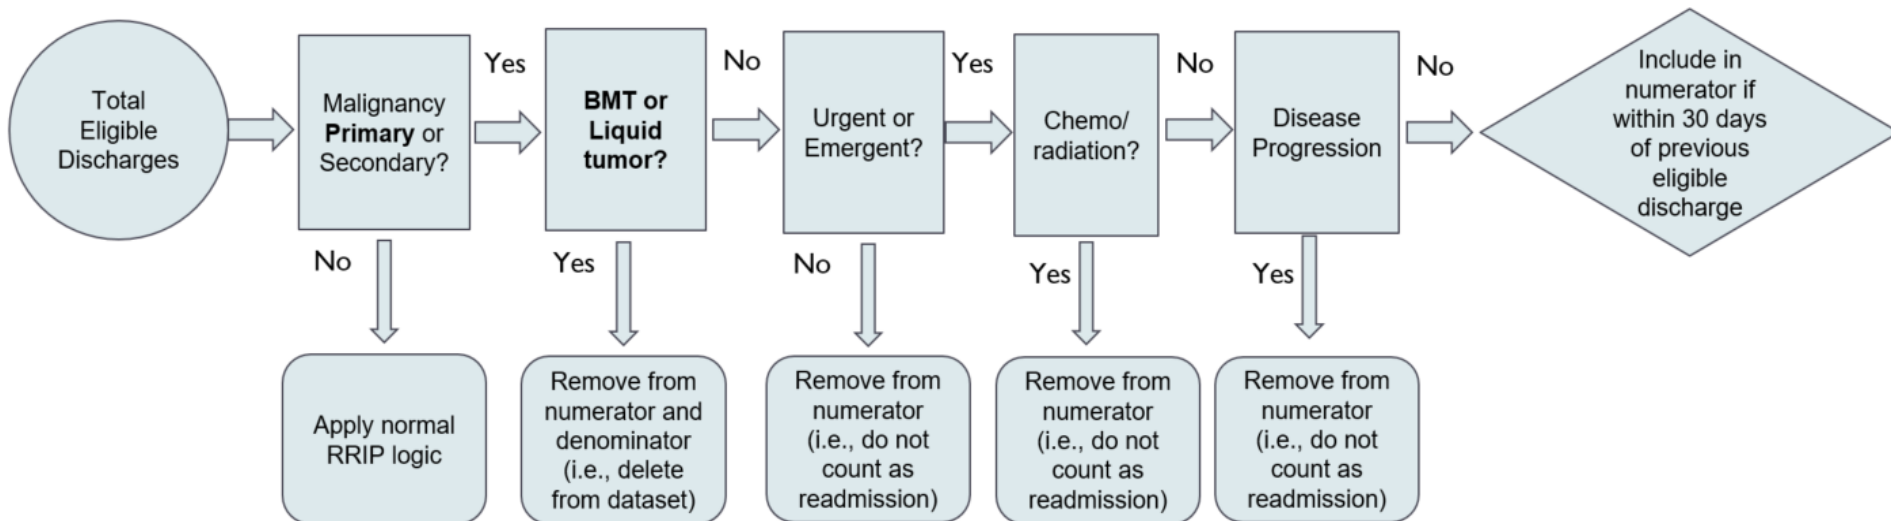 Total
Eligible
Discharges
Malignancy
Primary or
Secondary?
Yes
BMT or
Liquid
tumor?
No
Urgent or
Emergent?
Yes
Chemo/
radiation?
No
Disease
Progression
No
Include in
numerator if
within 30 days
of previous
eligible
discharge
No
Yes
No
Yes
Yes
Apply normal
RRIP logic
Remove from
numerator and
denominator
(i.e., delete
from dataset)
Remove from
numerator
(i.e., do not
count as
readmission)
Remove from
numerator
(i.e., do not
count as
readmission)
Remove from
numerator
(i.e., do not
count as
readmission)